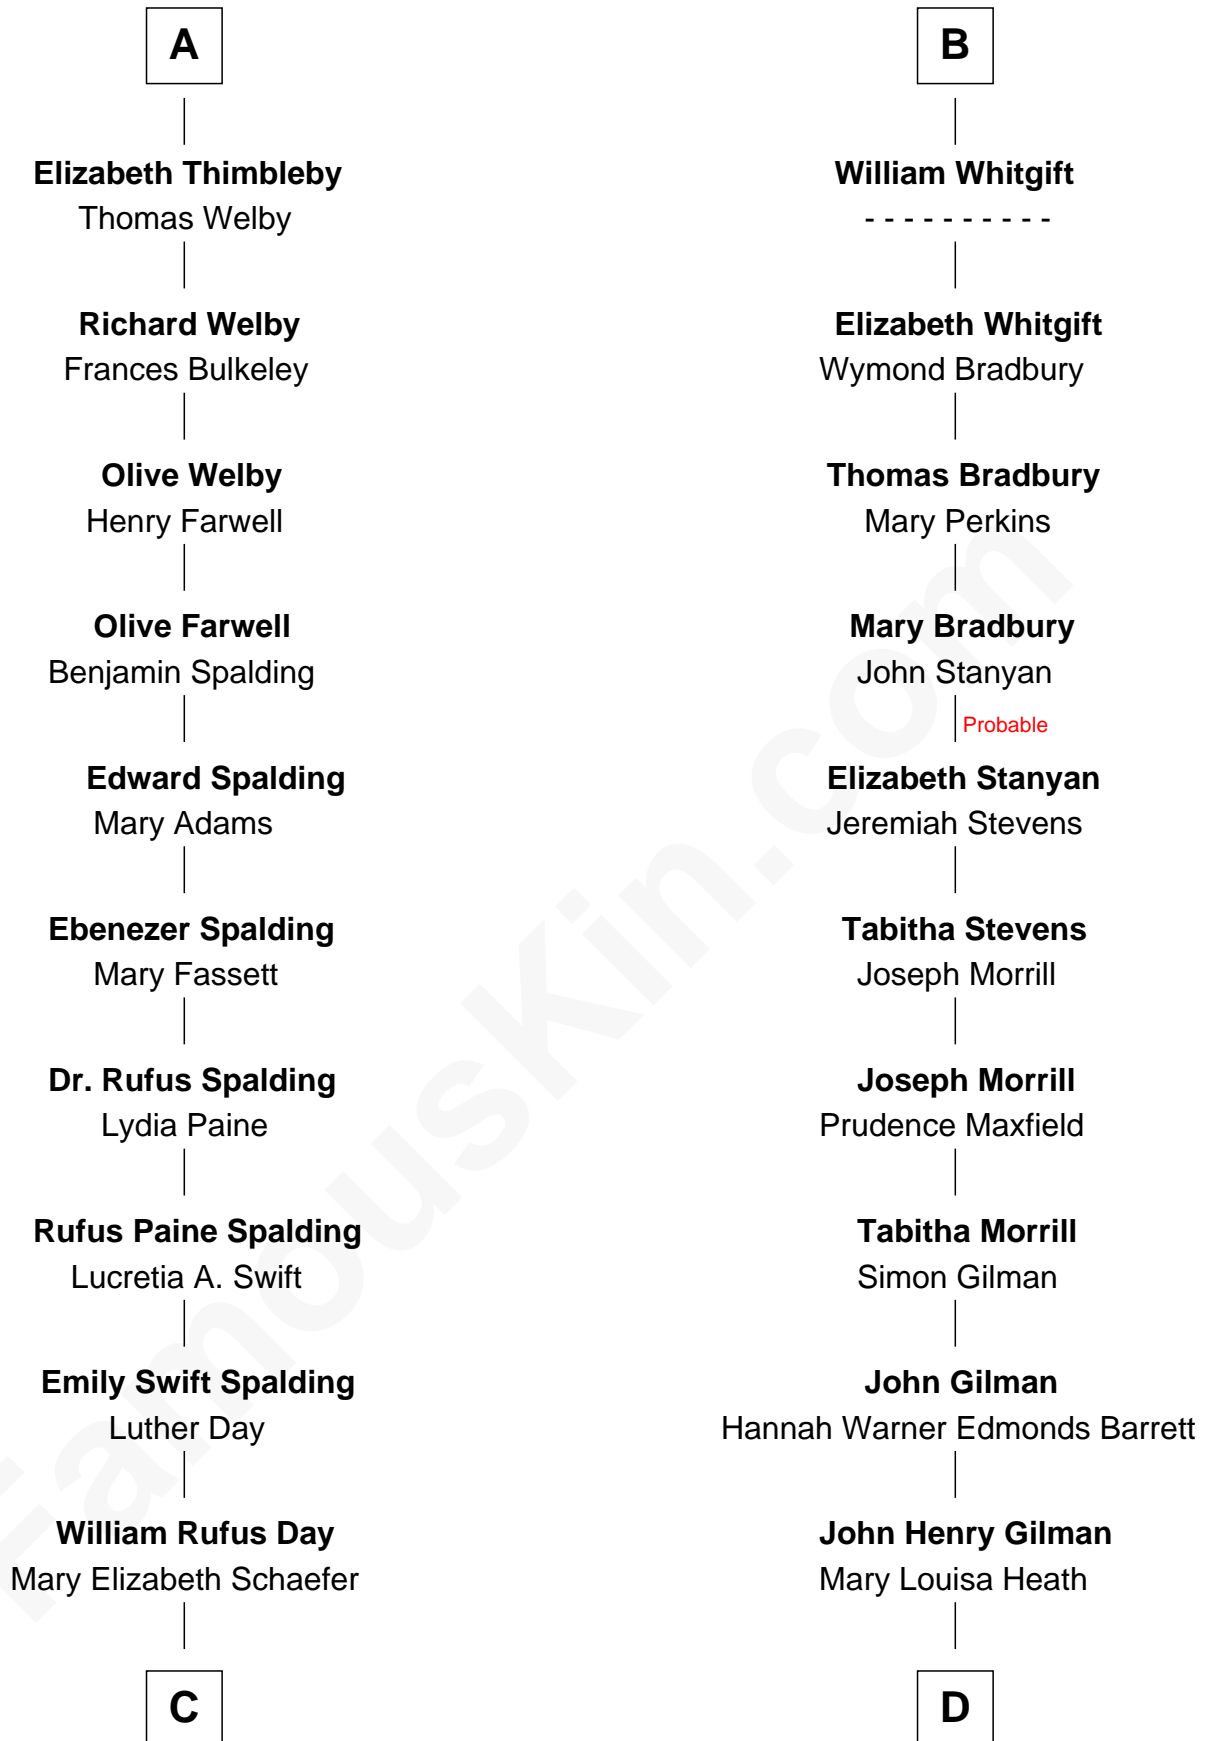 A
Elizabeth Thimbleby
Thomas Welby
Richard Welby
Frances Bulkeley
Olive Welby
Henry Farwell
Olive Farwell
Benjamin Spalding
Edward Spalding
Mary Adams
Ebenezer Spalding
Mary Fassett
Dr. Rufus Spalding
Lydia Paine
Rufus Paine Spalding
Lucretia A. Swift
Emily Swift Spalding
Luther Day
William Rufus Day
Mary Elizabeth Schaefer
C
B
William Whitgift
- - - - - - - - - -
Elizabeth Whitgift
Wymond Bradbury
Thomas Bradbury
Mary Perkins
Mary Bradbury
John Stanyan
Probable
Elizabeth Stanyan
Jeremiah Stevens
Tabitha Stevens
Joseph Morrill
Joseph Morrill
Prudence Maxfield
Tabitha Morrill
Simon Gilman
John Gilman
Hannah Warner Edmonds Barrett
John Henry Gilman
Mary Louisa Heath
D
FamousKin.com